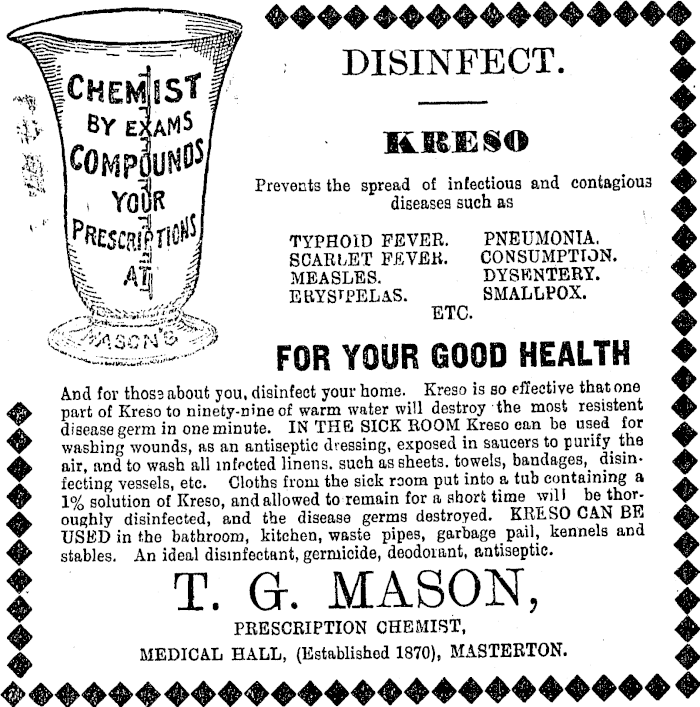 CHEMIST
BY EXAMS
COMPOUNDS
YOUR
PRESCRIPTIONS
AT
MASON'S
DISINFECT.
KRESO
Prevents the spread of infectious and contagious
diseases such as
TYPHOID FEVER. PNEUMONIA.
SCARLET FEVER. CONSUMPTION.
MEASLES. DYSENTERY.
ERYSIPELAS. SMALLPOX.
ETC.
FOR YOUR GOOD HEALTH
And for those about you, disinfect your home. Kreso is so effective that one
part of Kreso to ninety-nine of warm water will destroy the most resistent
disease germ in one minute. IN THE SICK ROOM Kreso can be used for
washing wounds, as an antiseptic dressing, exposed in saucers to purify the
air, and to wash all infected linens. such as sheets. towels, bandages, disin-
fecting vessels, etc. Cloths from the sick room put into a tub containing a
1% solution of Kreso, and allowed to remain for a short time will be thor-
oughly disinfected, and the disease germs destroyed. KRESO CAN BE
USED in the bathroom, kitchen, waste pipes, garbage pail, kennels and
stables. An ideal disinfectant, germicide, deodorant, antiseptic.
T. G. MASON,
PRESCRIPTION CHEMIST,
MEDICAL HALL, (Established 1870), MASTERTON.